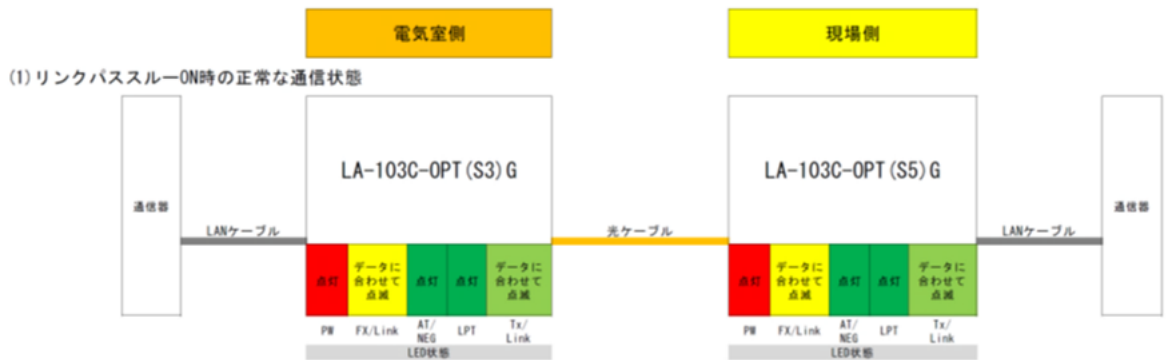 電気室側
現場側
(1)リンクパススルーON時の正常な通信状態
LA-103C-OPT(S3)G
LA-103C-OPT(S5)G
通信器
LANケーブル
光ケーブル
LANケーブル
通信器
点灯
データに
合わせて
点滅
点灯
点灯
データに
合わせて
点滅
点灯
データに
合わせて
点滅
点灯
点灯
データに
合わせて
点滅
PW
FX/Link
AT/
NEG
LPT
Tx/
Link
PW
FX/Link
AT/
NEG
LPT
Tx/
Link
LED状態
LED状態